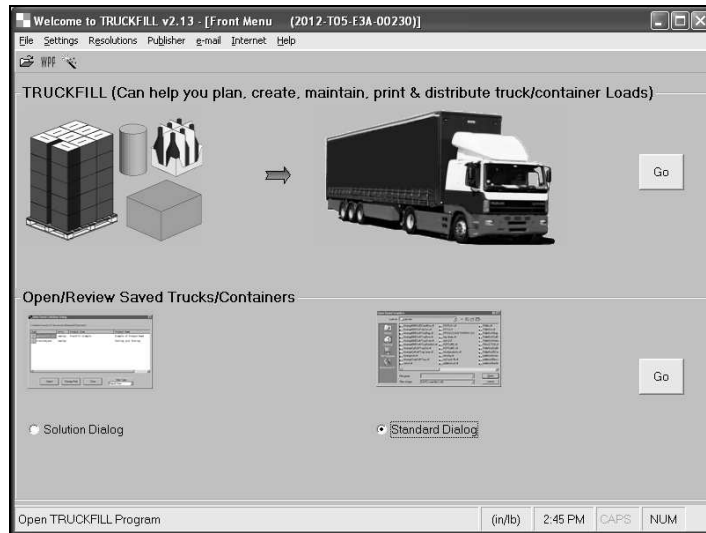 Welcome to TRUCKFILL v2.13 - [Front Menu (2012-T05-E3A-00230)]
File Settings Resolutions Publisher e-mail Internet Help
WPF
TRUCKFILL (Can help you plan, create, maintain, print & distribute truck/container Loads)
Go
Open/Review Saved Trucks/Containers
Go
Solution Dialog
Standard Dialog
Open TRUCKFILL Program
(in/lb)
2:45 PM
CAPS
NUM